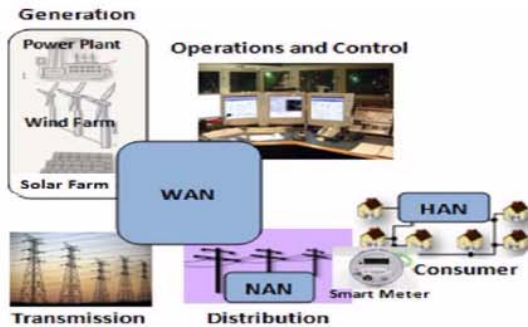 Generation
Power Plant
Operations and Control
Wind Farm
Solar Farm
WAN
HAN
Consumer
NAN
Smart Meter
Transmission
Distribution